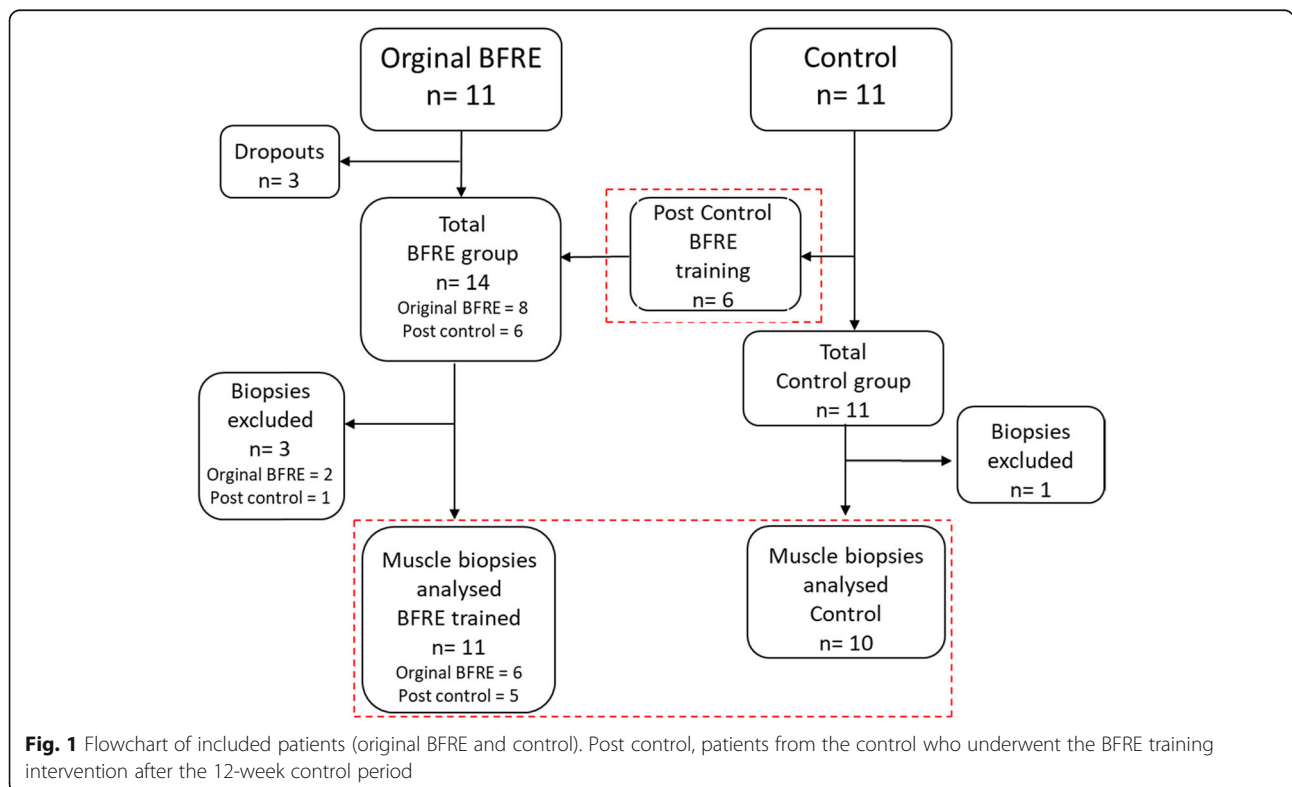 Orginal BFRE
n= 11
Control
n= 11
Dropouts
n= 3
Total
BFRE group
n= 14
Original BFRE = 8
Post control = 6
Post Control
BFRE
training
n= 6
Total
Control group
n= 11
Biopsies
excluded
n= 3
Orginal BFRE = 2
Post control = 1
Biopsies
excluded
n= 1
Muscle biopsies
analysed
BFRE trained
n= 11
Orginal BFRE = 6
Post control = 5
Muscle biopsies
analysed
Control
n= 10
Fig. 1 Flowchart of included patients (original BFRE and control). Post control, patients from the control who underwent the BFRE training
intervention after the 12-week control period